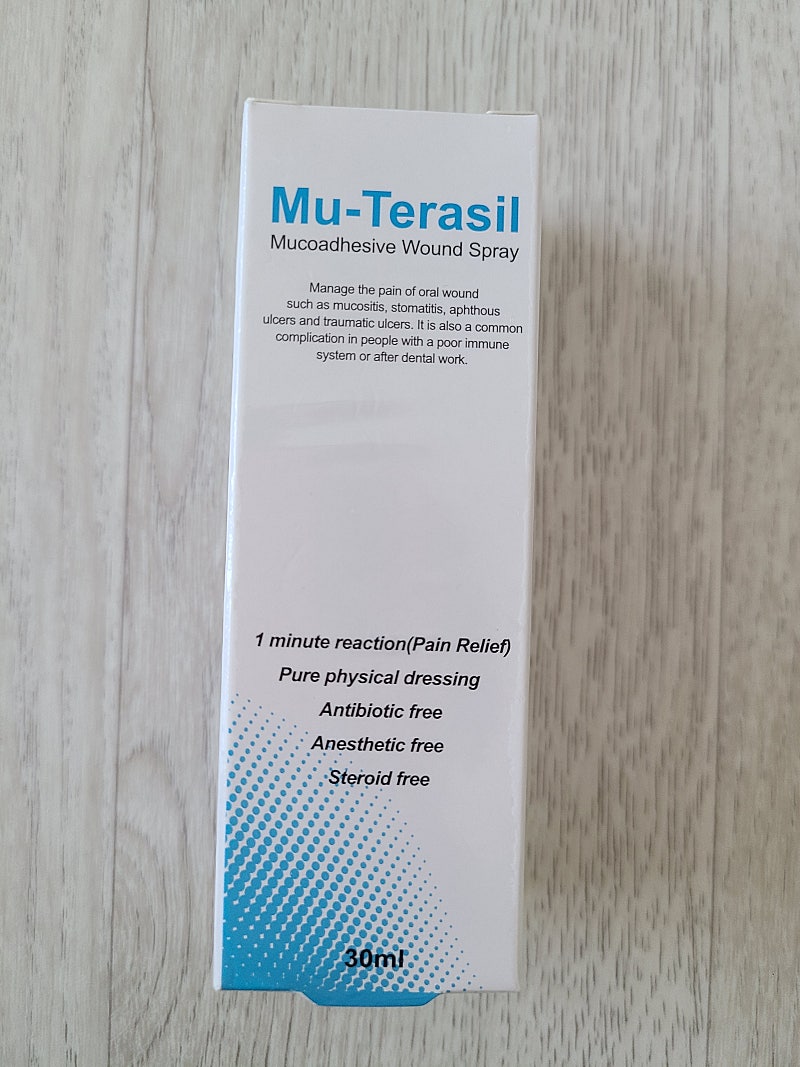 Mu-Terasil
Mucoadhesive Wound Spray
Manage the pain of oral wound
such as mucositis, stomatitis, aphthous
ulcers and traumatic ulcers. It is also a common
complication in people with a poor immune
system or after dental work.
1 minute reaction(Pain Relief)
Pure physical dressing
Antibiotic free
Anesthetic free
Steroid free
30ml